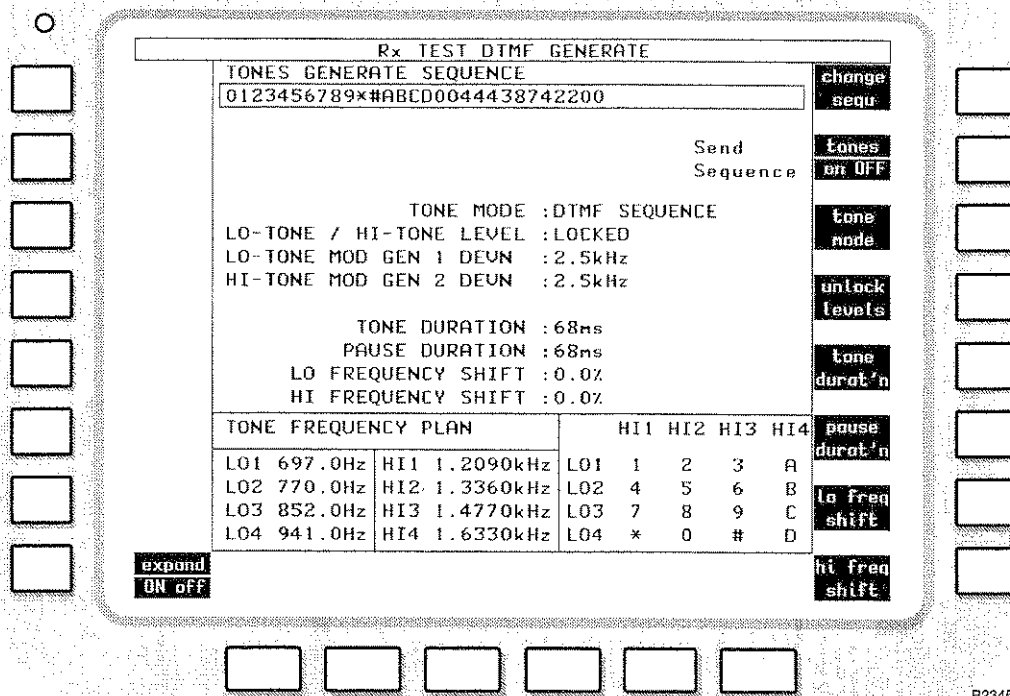 Rx TEST DTMF GENERATE
TONES GENERATE SEQUENCE
0123456789*#ABCD0044438742200
change
sequ
Send
Sequence
tones
on OFF
TONE MODE :DTMF SEQUENCE
LO-TONE / HI-TONE LEVEL :LOCKED
LO-TONE MOD GEN 1 DEVN :2.5kHz
HI-TONE MOD GEN 2 DEVN :2.5kHz
tone
mode
unlock
levels
TONE DURATION :68ms
PAUSE DURATION :68ms
LO FREQUENCY SHIFT :0.0%
HI FREQUENCY SHIFT :0.0%
tone
durat'n
TONE FREQUENCY PLAN
HI1 HI2 HI3 HI4
LO1 697.0Hz HI1 1.2090kHz LO1 1 2 3 A
LO2 770.0Hz HI2 1.3360kHz LO2 4 5 6 B
LO3 852.0Hz HI3 1.4770kHz LO3 7 8 9 C
LO4 941.0Hz HI4 1.6330kHz LO4 * 0 # D
pause
durat'n
lo freq
shift
hi freq
shift
expand
ON off